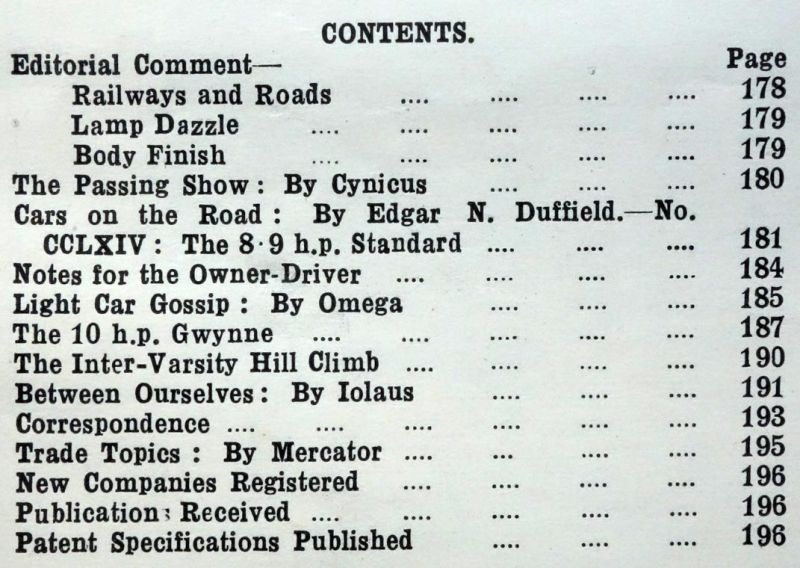 CONTENTS.
Page
Editorial Comment—
Railways and Roads .... .... .... .... 178
Lamp Dazzle .... .... .... .... .... 179
Body Finish .... .... .... .... .... 179
The Passing Show : By Cynicus .... .... .... 180
Cars on the Road : By Edgar N. Duffield.—No.
CCLXIV : The 8·9 h.p. Standard .... .... .... 181
Notes for the Owner-Driver .... .... .... .... 184
Light Car Gossip : By Omega .... .... .... 185
The 10 h.p. Gwynne .... .... .... .... .... 187
The Inter-Varsity Hill Climb .... .... .... .... 190
Between Ourselves : By Iolaus .... .... .... 191
Correspondence .... .... .... .... .... .... 193
Trade Topics : By Mercator .... ... .... .... 195
New Companies Registered .... .... .... .... 196
Publications Received .... .... .... .... .... 196
Patent Specifications Published .... .... .... 196